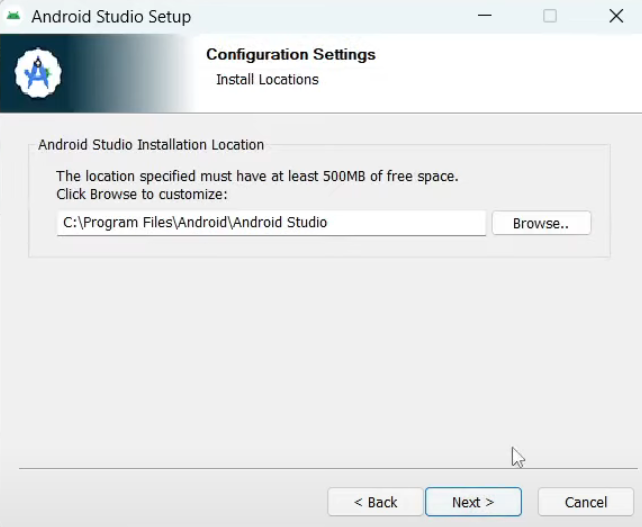 Android Studio Setup
Configuration Settings
Install Locations
Android Studio Installation Location
The location specified must have at least 500MB of free space.
Click Browse to customize:
C:\Program Files\Android\Android Studio
Browse..
< Back
Next >
Cancel